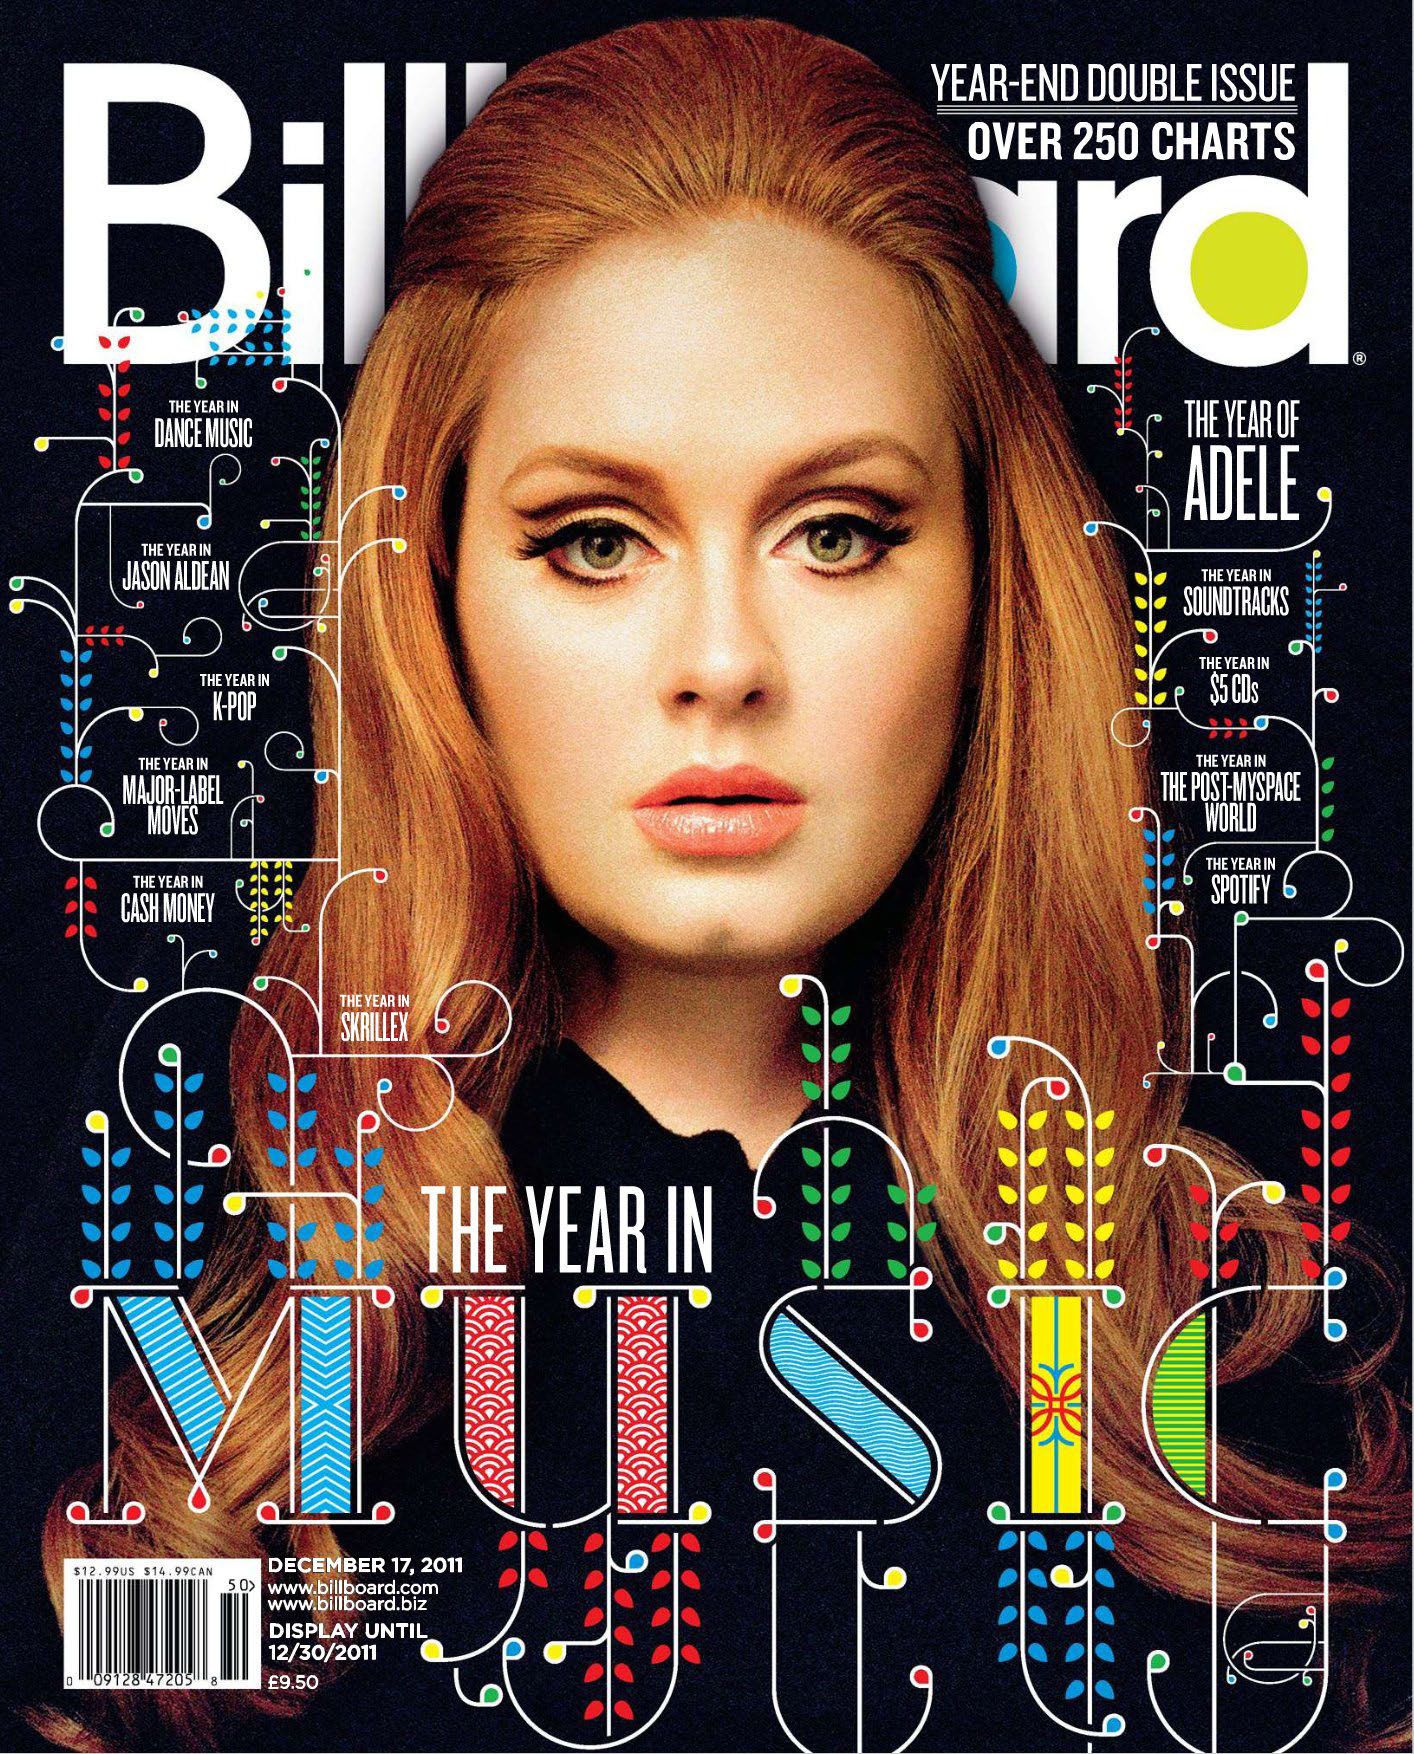 Billboard®
YEAR-END DOUBLE ISSUE
OVER 250 CHARTS
THE YEAR IN
DANCE MUSIC
THE YEAR IN
JASON ALDEAN
THE YEAR IN
K-POP
THE YEAR IN
MAJOR-LABEL
MOVES
THE YEAR IN
CASH MONEY
THE YEAR IN
SKRILLEX
THE YEAR OF
ADELE
THE YEAR IN
SOUNDTRACKS
THE YEAR IN
$5 CDs
THE YEAR IN
THE POST-MYSPACE
WORLD
THE YEAR IN
SPOTIFY
THE YEAR IN
MUSIC
$12.99US $14.99CAN
50>
0 09128 47205 8
DECEMBER 17, 2011
www.billboard.com
www.billboard.biz
DISPLAY UNTIL
12/30/2011
£9.50